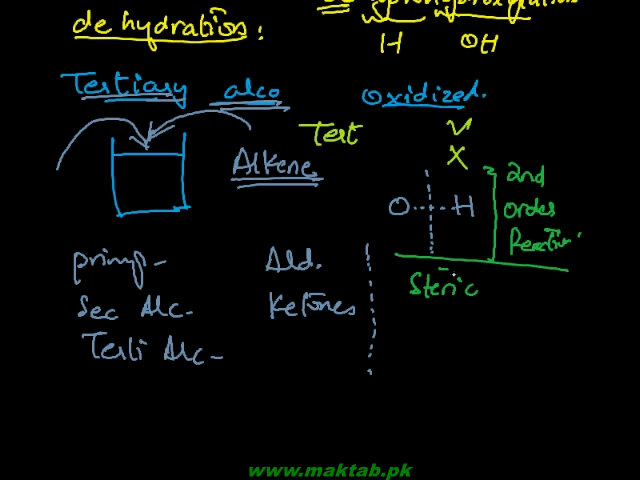 de hydration:
H OH
Tertiary alco Oxidized.
Test
Alkene
O H
2nd
order
Reaction.
Steric
primp- Ald.
Sec Alc- Ketones
Terti Alc-
www.maktab.pk